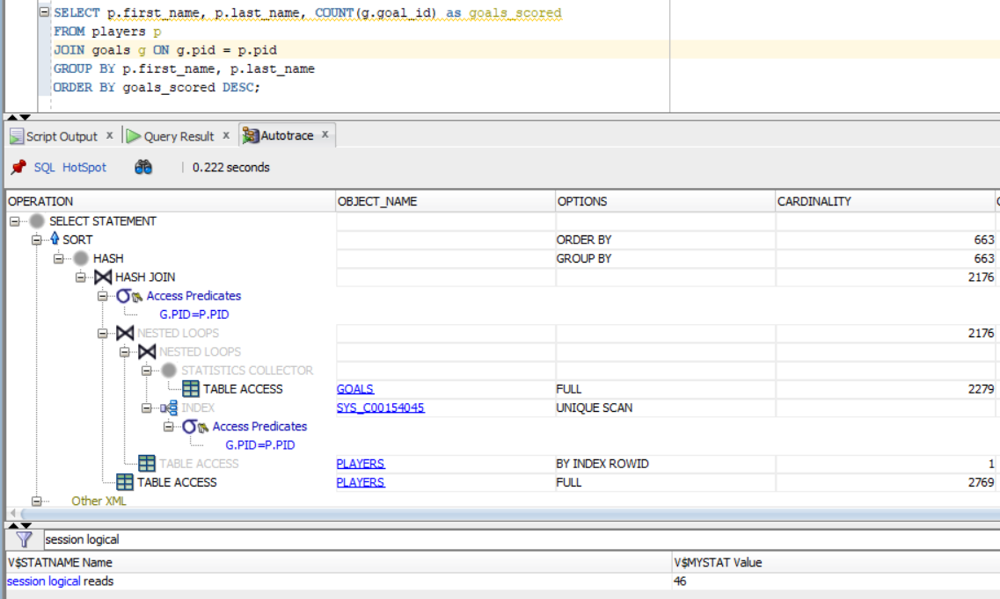 SELECT p.first_name, p.last_name, COUNT(g.goal_id) as goals_scored
FROM players p
JOIN goals g ON g.pid = p.pid
GROUP BY p.first_name, p.last_name
ORDER BY goals_scored DESC;
Script Output x Query Result x Autotrace x
SQL HotSpot | 0.222 seconds
OPERATION OBJECT_NAME OPTIONS CARDINALITY
SELECT STATEMENT
SORT ORDER BY 663
HASH GROUP BY 663
HASH JOIN 2176
Access Predicates
G.PID=P.PID
NESTED LOOPS 2176
NESTED LOOPS
STATISTICS COLLECTOR
TABLE ACCESS GOALS FULL 2279
INDEX SYS_C00154045 UNIQUE SCAN
Access Predicates
G.PID=P.PID
TABLE ACCESS PLAYERS BY INDEX ROWID 1
TABLE ACCESS PLAYERS FULL 2769
Other XML
session logical
V$STATNAME Name V$MYSTAT Value
session logical reads 46